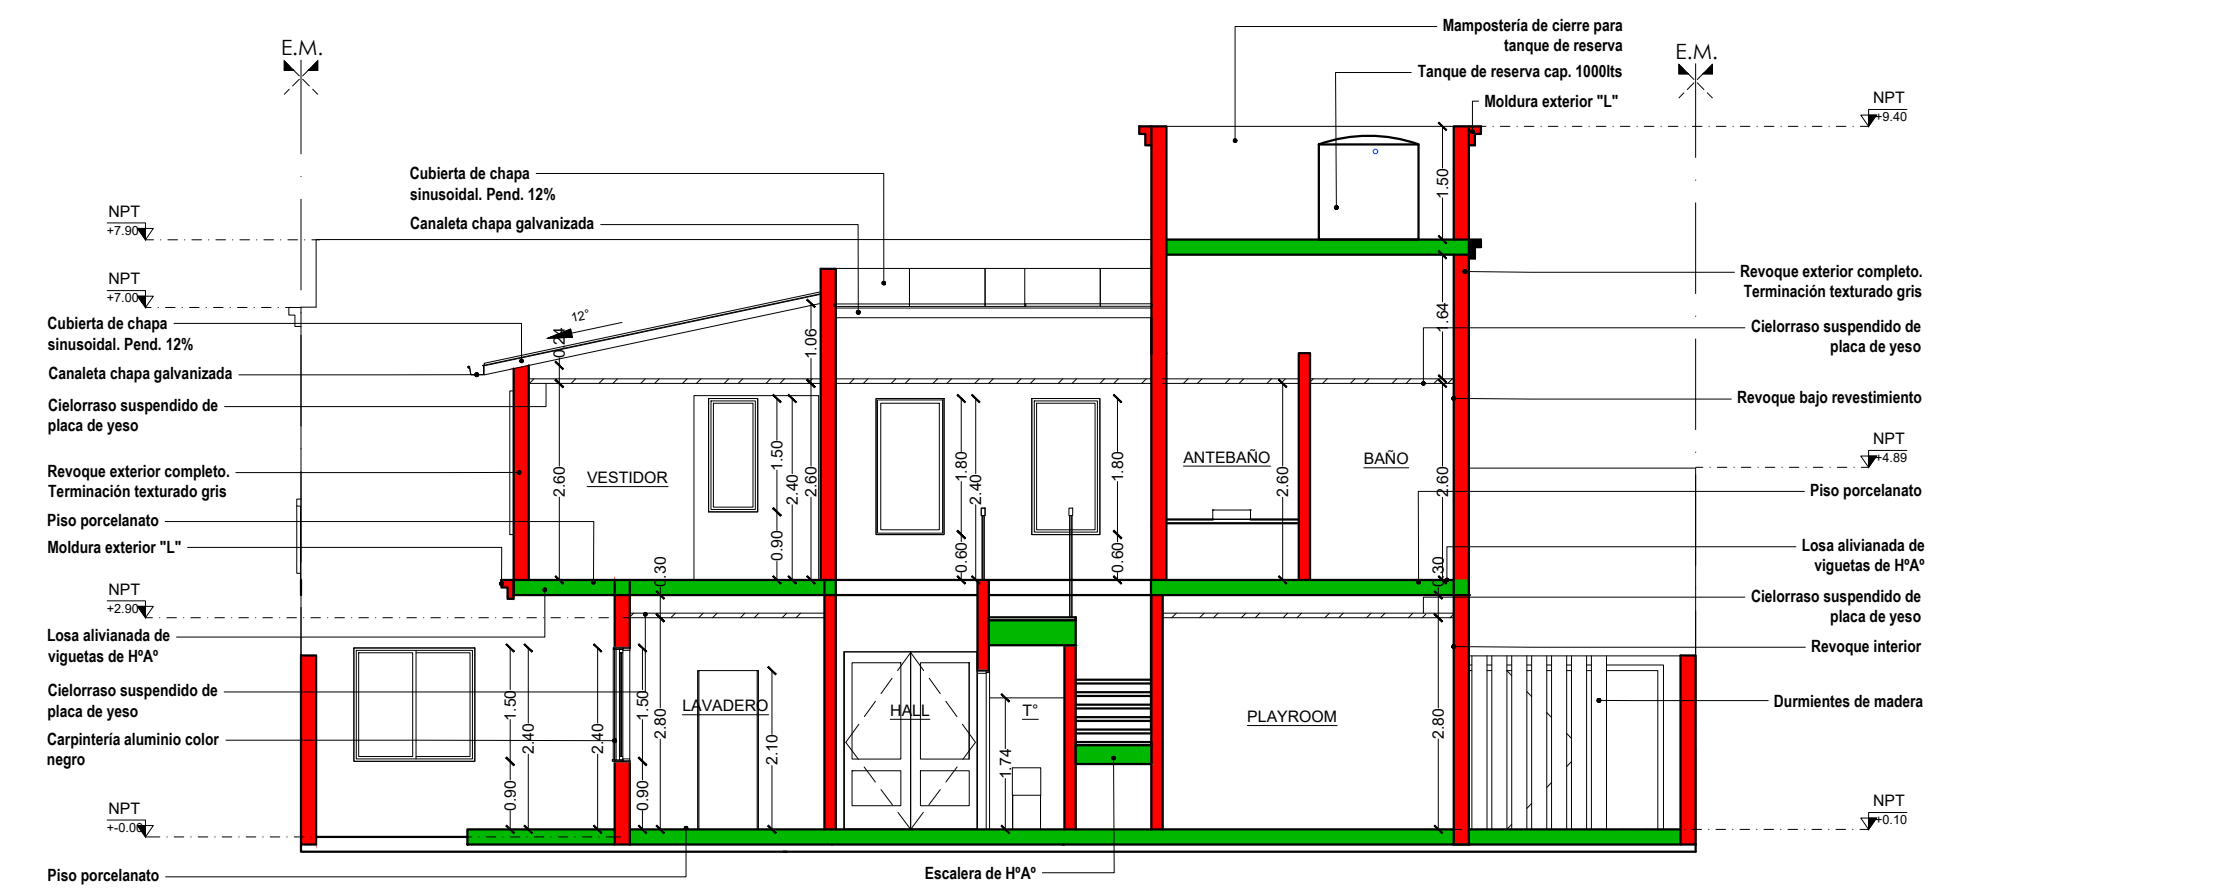 Mampostería de cierre para
tanque de reserva
E.M.
E.M.
Tanque de reserva cap. 1000lts
Moldura exterior "L"
NPT
+9.40
Cubierta de chapa
sinusoidal. Pend. 12%
1.50
NPT
+7.90
Canaleta chapa galvanizada
NPT
+7.00
Revoque exterior completo.
Terminación texturado gris
Cubierta de chapa
sinusoidal. Pend. 12%
12°
0.24
1.06
1.64
Cielorraso suspendido de
placa de yeso
Canaleta chapa galvanizada
Cielorraso suspendido de
placa de yeso
Revoque bajo revestimiento
NPT
+4.89
Revoque exterior completo.
Terminación texturado gris
VESTIDOR
ANTEBAÑO
BAÑO
2.60
1.50
2.40
2.60
1.80
2.40
1.80
2.60
2.60
Piso porcelanato
Piso porcelanato
Moldura exterior "L"
0.90
0.60
0.60
Losa alivianada de
viguetas de HºAº
0.30
0.30
NPT
+2.90
Cielorraso suspendido de
placa de yeso
Losa alivianada de
viguetas de HºAº
Revoque interior
Cielorraso suspendido de
placa de yeso
1.50
2.40
2.40
1.50
2.80
LAVADERO
HALL
T°
PLAYROOM
2.80
Durmientes de madera
Carpintería aluminio color
negro
2.10
1.74
0.90
0.90
NPT
+-0.00
NPT
+0.10
Piso porcelanato
Escalera de HºAº